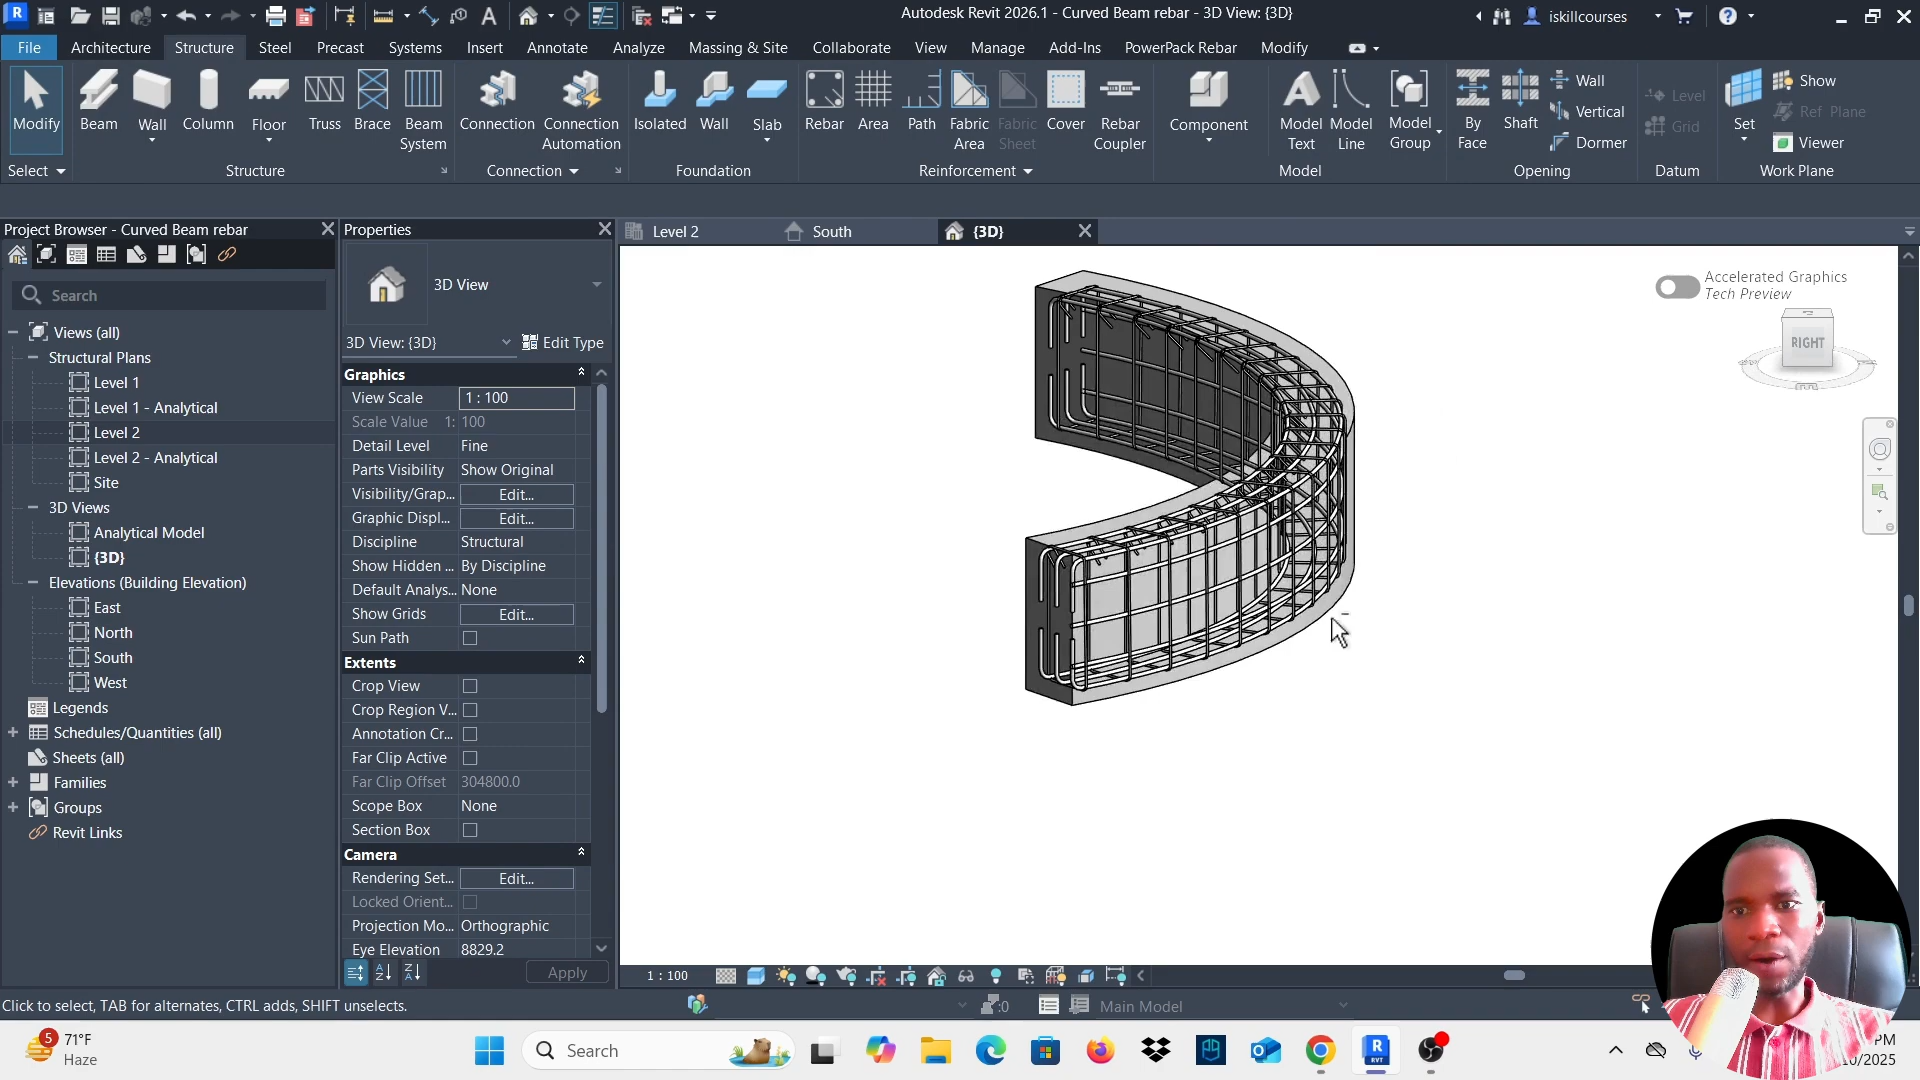 Autodesk Revit 2026.1 - Curved Beam rebar - 3D View: {3D}
iskillcourses
File Architecture Structure Steel Precast Systems Insert Annotate Analyze Massing & Site Collaborate View Manage Add-Ins PowerPack Rebar Modify
Modify
Beam
Wall
Column
Floor
Truss
Brace
Beam System
Connection
Connection Automation
Isolated
Wall
Slab
Rebar
Area
Path
Fabric Area
Fabric Sheet
Cover
Rebar Coupler
Component
Model Text
Model Line
Model Group
By Face
Shaft
Wall
Vertical
Dormer
Level
Grid
Set
Show
Ref Plane
Viewer
Select Structure Connection Foundation Reinforcement Model Opening Datum Work Plane
Project Browser - Curved Beam rebar
Search
Views (all)
Structural Plans
Level 1
Level 1 - Analytical
Level 2
Level 2 - Analytical
Site
3D Views
Analytical Model
{3D}
Elevations (Building Elevation)
East
North
South
West
Legends
Schedules/Quantities (all)
Sheets (all)
Families
Groups
Revit Links
Properties
3D View
3D View: {3D} Edit Type
Graphics
View Scale 1 : 100
Scale Value 1: 100
Detail Level Fine
Parts Visibility Show Original
Visibility/Grap... Edit...
Graphic Displ... Edit...
Discipline Structural
Show Hidden ... By Discipline
Default Analys... None
Show Grids Edit...
Sun Path
Extents
Crop View
Crop Region V...
Annotation Cr...
Far Clip Active
Far Clip Offset 304800.0
Scope Box None
Section Box
Camera
Rendering Set... Edit...
Locked Orient...
Projection Mo... Orthographic
Eye Elevation 8829.2
Apply
Level 2 South {3D}
Accelerated Graphics
Tech Preview
RIGHT
1 : 100
Click to select, TAB for alternates, CTRL adds, SHIFT unselects.
:0
Main Model
5
71°F
Haze
Search
PM
0/2025